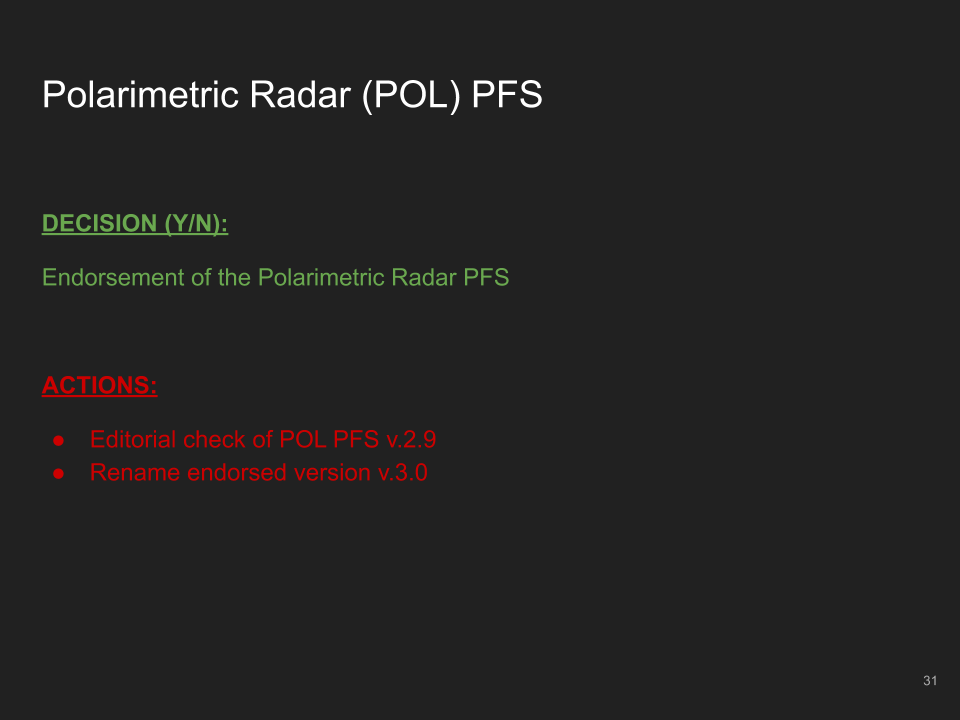 Polarimetric Radar (POL) PFS
DECISION (Y/N):
Endorsement of the Polarimetric Radar PFS
ACTIONS:
● Editorial check of POL PFS v.2.9
● Rename endorsed version v.3.0
31